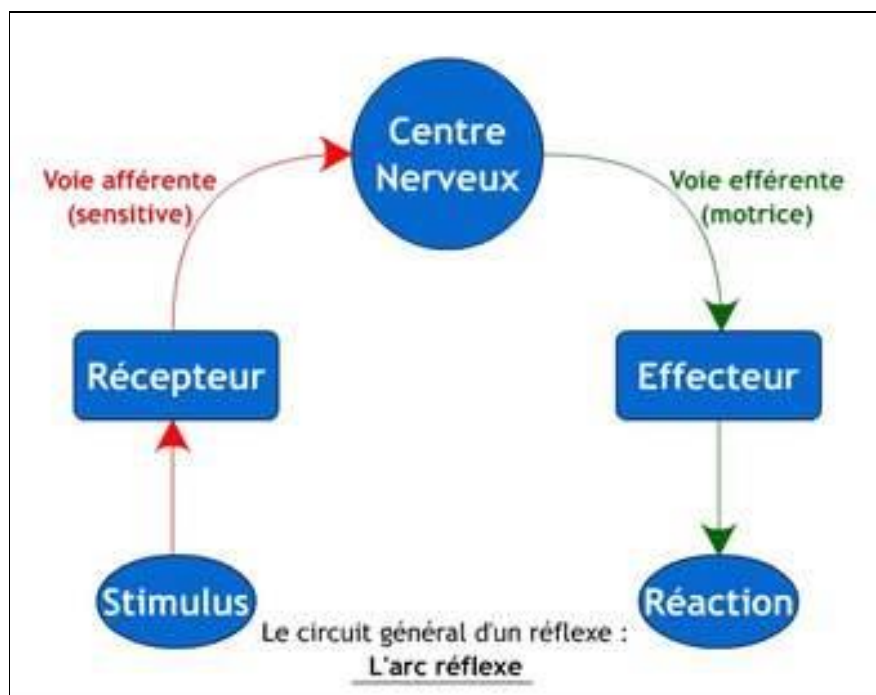 Centre
Nerveux
Voie afférente
(sensitive)
Voie efférente
(motrice)
Récepteur
Effecteur
Stimulus
Réaction
Le circuit général d'un réflexe :
L'arc réflexe